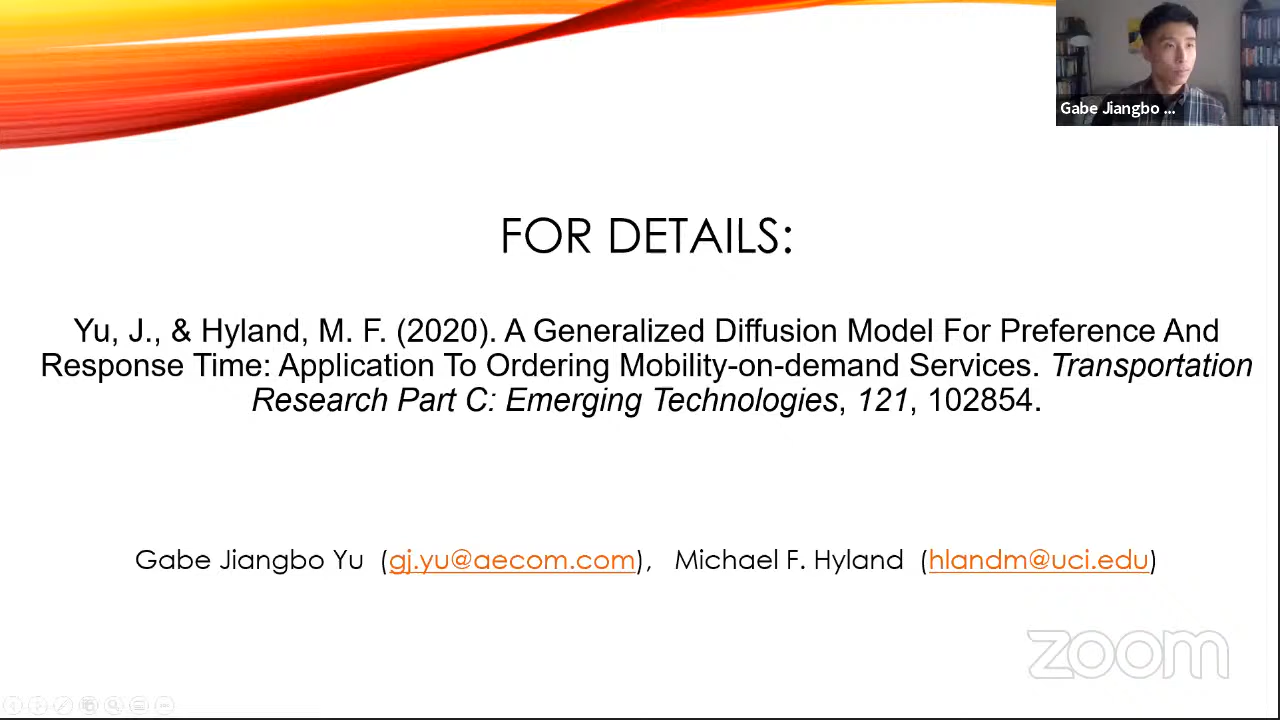 Gabe Jiangbo ...
FOR DETAILS:
Yu, J., & Hyland, M. F. (2020). A Generalized Diffusion Model For Preference And
Response Time: Application To Ordering Mobility-on-demand Services. Transportation
Research Part C: Emerging Technologies, 121, 102854.
Gabe Jiangbo Yu (gj.yu@aecom.com), Michael F. Hyland (hlandm@uci.edu)
zoom